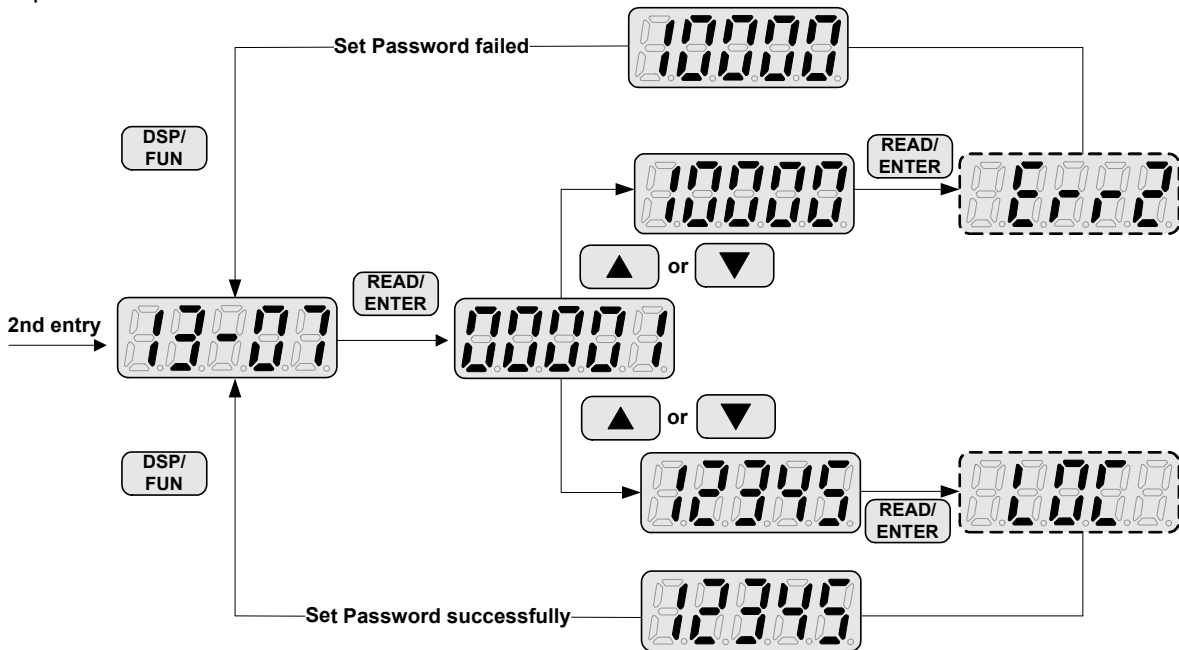 Set Password failed
10000
DSP/
FUN
10000
READ/
ENTER
Err2
▲ or ▼
2nd entry
13-07
READ/
ENTER
00001
▲ or ▼
DSP/
FUN
12345
READ/
ENTER
LOC
Set Password successfully
12345